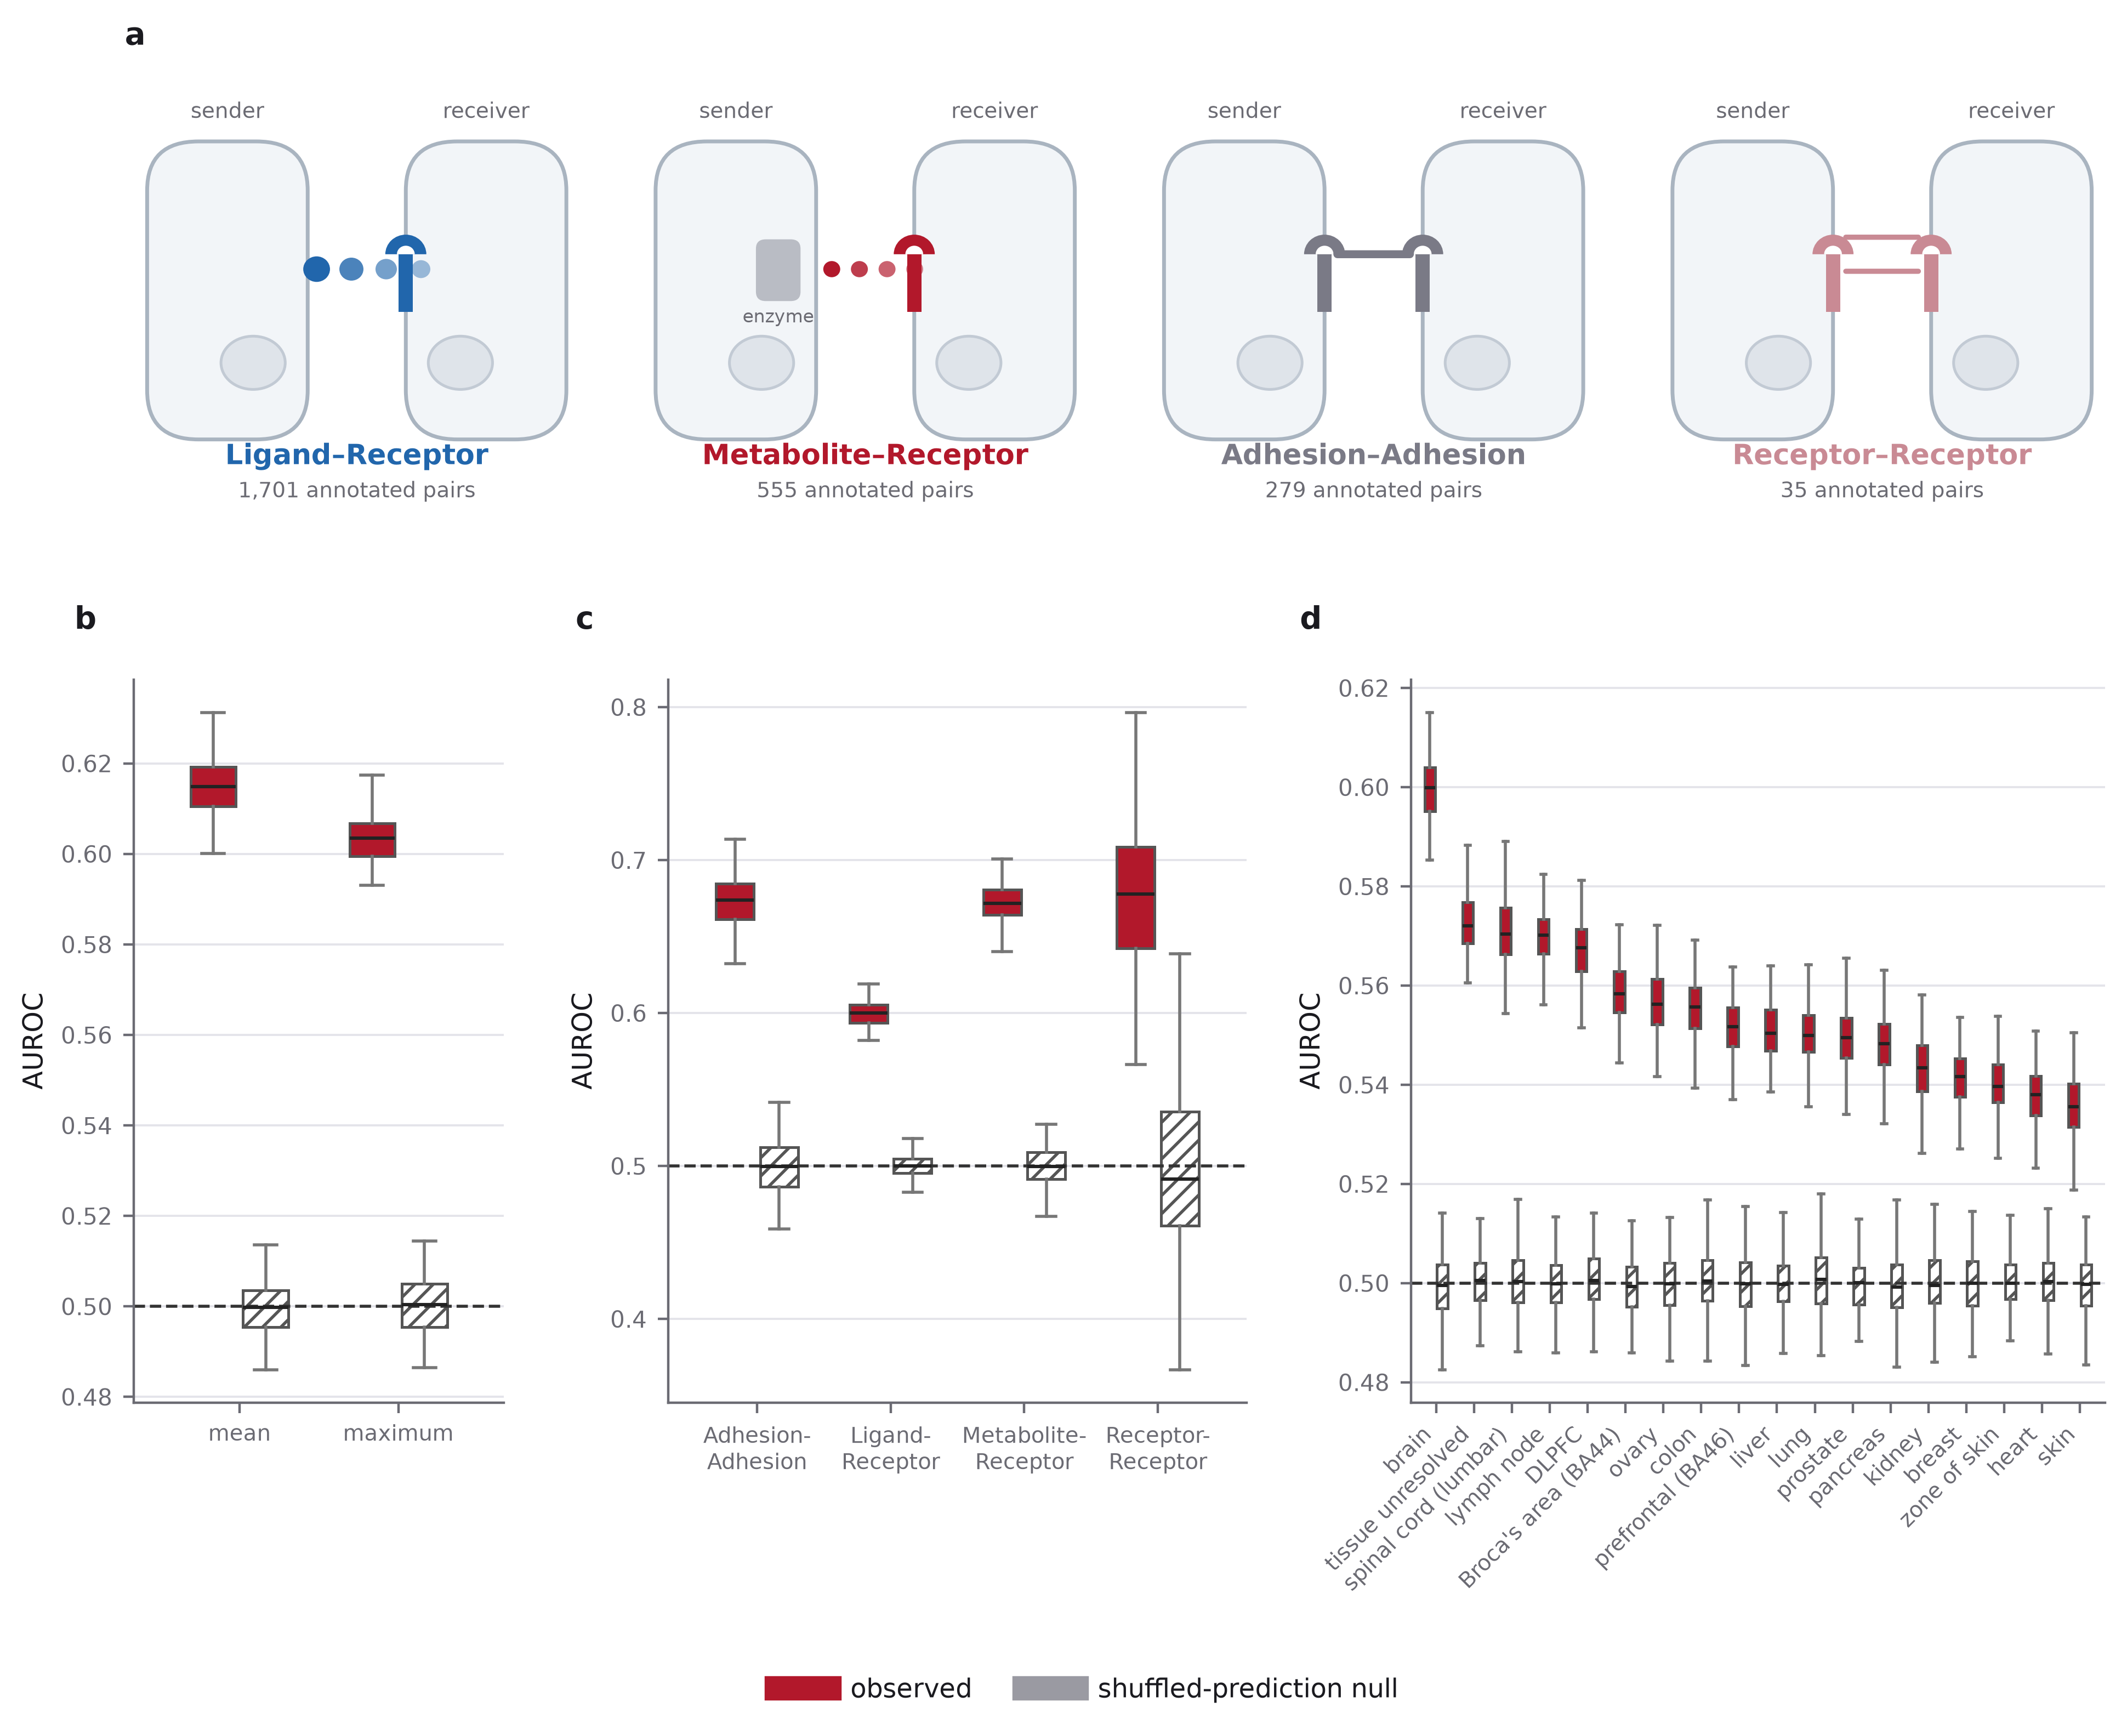 a
sender
receiver
sender
receiver
sender
receiver
sender
receiver
enzyme
Ligand–Receptor
Metabolite–Receptor
Adhesion–Adhesion
Receptor–Receptor
1,701 annotated pairs
555 annotated pairs
279 annotated pairs
35 annotated pairs
b
AUROC
0.62
0.60
0.58
0.56
0.54
0.52
0.50
0.48
mean
maximum
c
AUROC
0.8
0.7
0.6
0.5
0.4
Adhesion-
Adhesion
Ligand-
Receptor
Metabolite-
Receptor
Receptor-
Receptor
d
AUROC
0.62
0.60
0.58
0.56
0.54
0.52
0.50
0.48
brain
tissue unresolved
spinal cord (lumbar)
lymph node
DLPFC
Broca's area (BA44)
ovary
colon
prefrontal (BA46)
liver
lung
prostate
pancreas
kidney
breast
zone of skin
heart
skin
observed
shuffled-prediction null